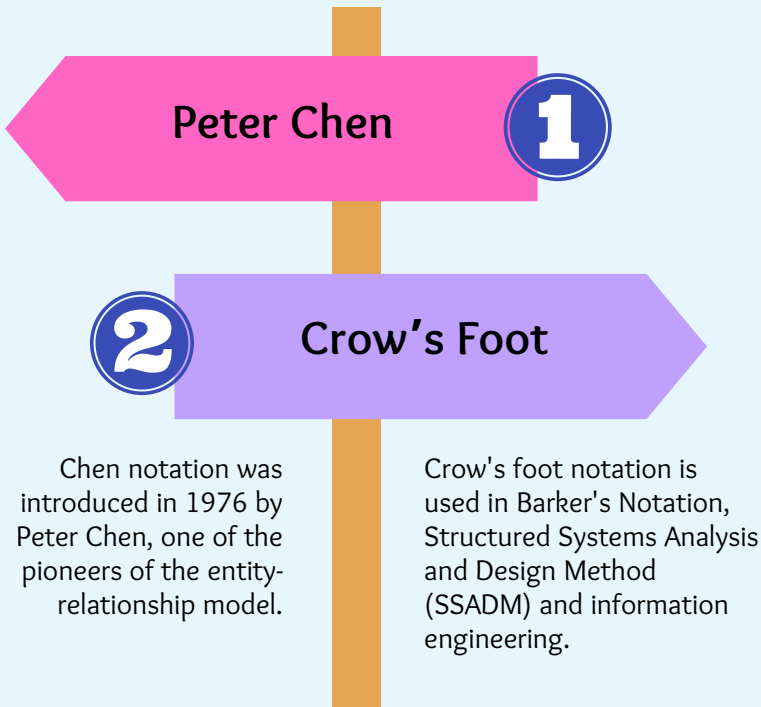 Peter Chen
1
2
Crow's Foot
Chen notation was
introduced in 1976 by
Peter Chen, one of the
pioneers of the entity-
relationship model.
Crow's foot notation is
used in Barker's Notation,
Structured Systems Analysis
and Design Method
(SSADM) and information
engineering.